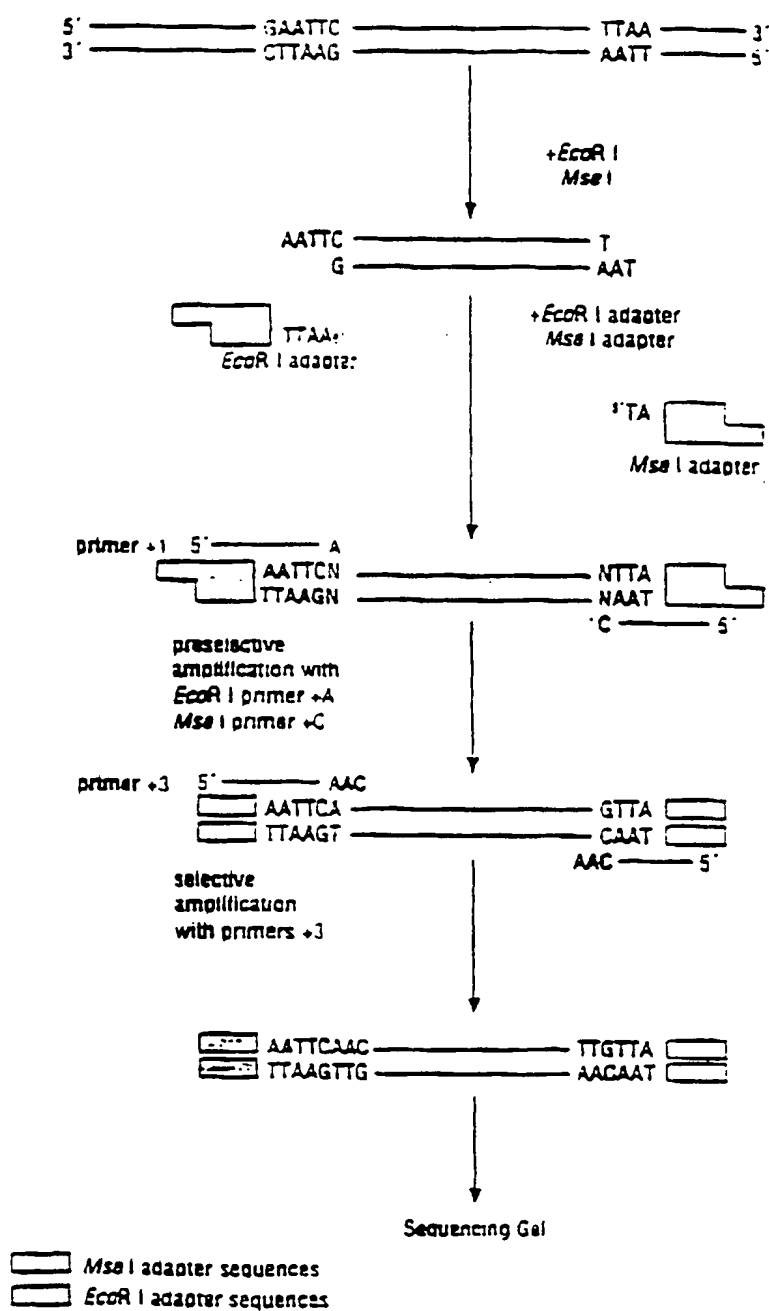 5´ GAATTC TTAA 3´
3´ CTTAAG AATT 5´
+EcoR I
Mse I
AATTC T
G AAT
+EcoR I adapter
Mse I adapter
TTAA
EcoR I adapter
TA
Mse I adapter
primer +1 5´ A
AATTCN NTTA
TTAAGN NAAT
C 5´
preselective
amplification with
EcoR I primer +A
Mse I primer +C
primer +3 5´ AAC
AATTCA GTTA
TTAAGT CAAT
AAC 5´
selective
amplification
with primers +3
AATTCAAC TTGTTA
TTAAGTTG AACAAT
Sequencing Gel
Mse I adapter sequences
EcoR I adapter sequences